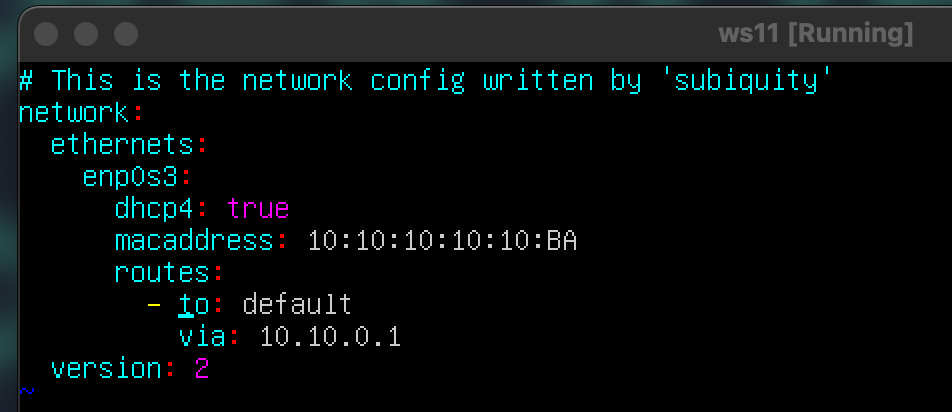 ws11 [Running]
# This is the network config written by 'subiquity'
network:
  ethernets:
    enp0s3:
      dhcp4: true
      macaddress: 10:10:10:10:10:BA
      routes:
        - to: default
          via: 10.10.0.1
  version: 2
~